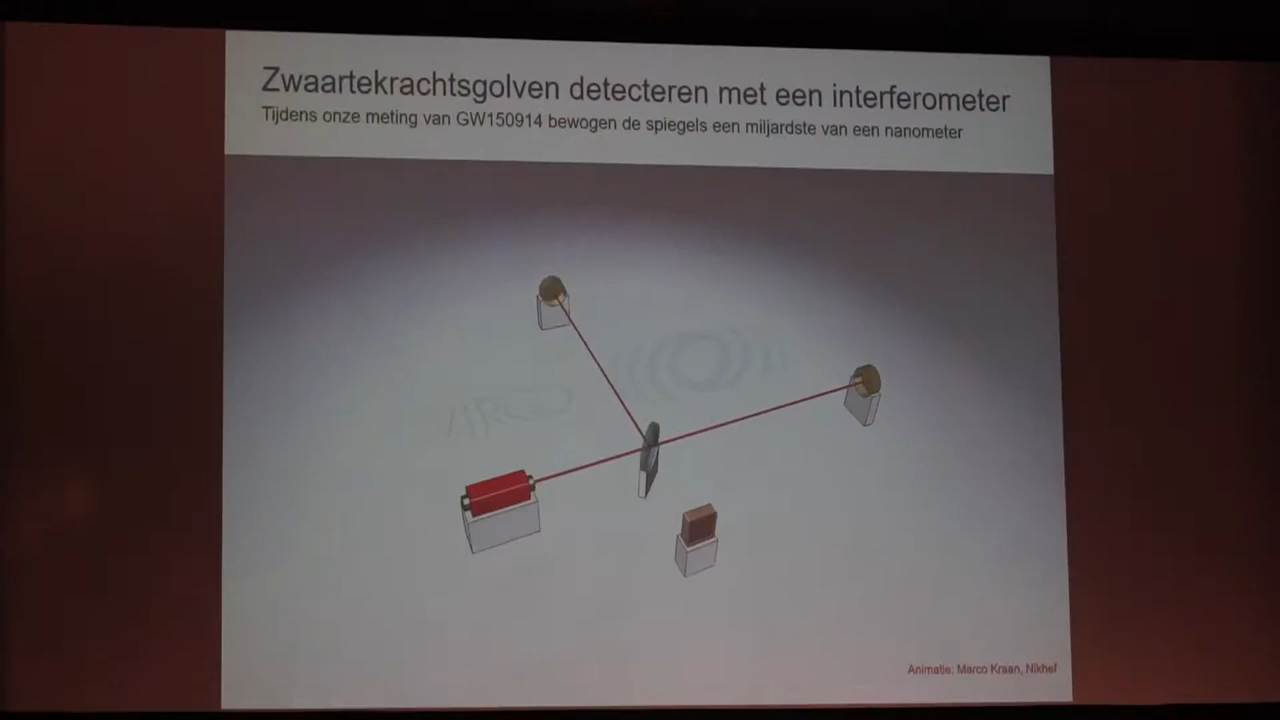 Zwaartekrachtsgolven detecteren met een interferometer
Tijdens onze meting van GW150914 bewogen de spiegels een miljardste van een nanometer
VIRGO
Animatie: Marco Kraan, Nikhef